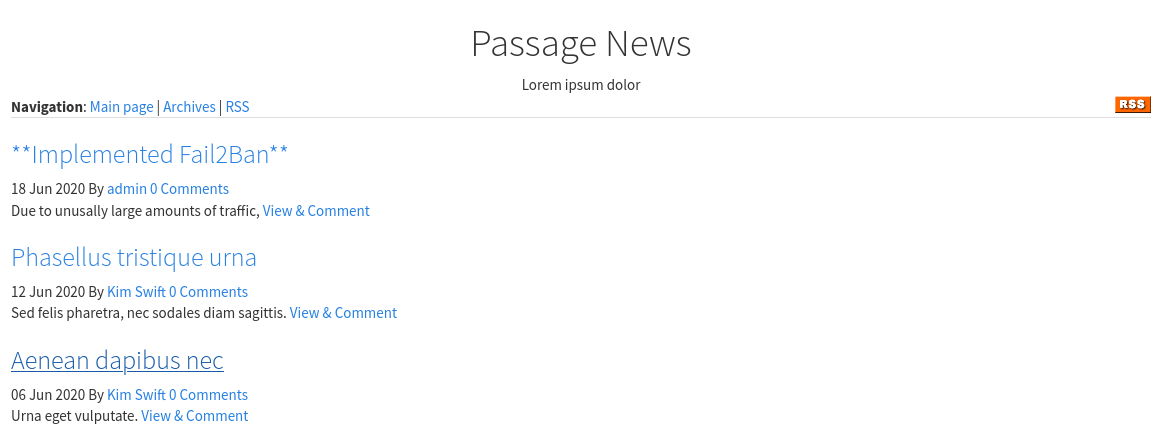 Passage News
Lorem ipsum dolor
Navigation: Main page | Archives | RSS
RSS
**Implemented Fail2Ban**
18 Jun 2020 By admin 0 Comments
Due to unusally large amounts of traffic, View & Comment
Phasellus tristique urna
12 Jun 2020 By Kim Swift 0 Comments
Sed felis pharetra, nec sodales diam sagittis. View & Comment
Aenean dapibus nec
06 Jun 2020 By Kim Swift 0 Comments
Urna eget vulputate. View & Comment